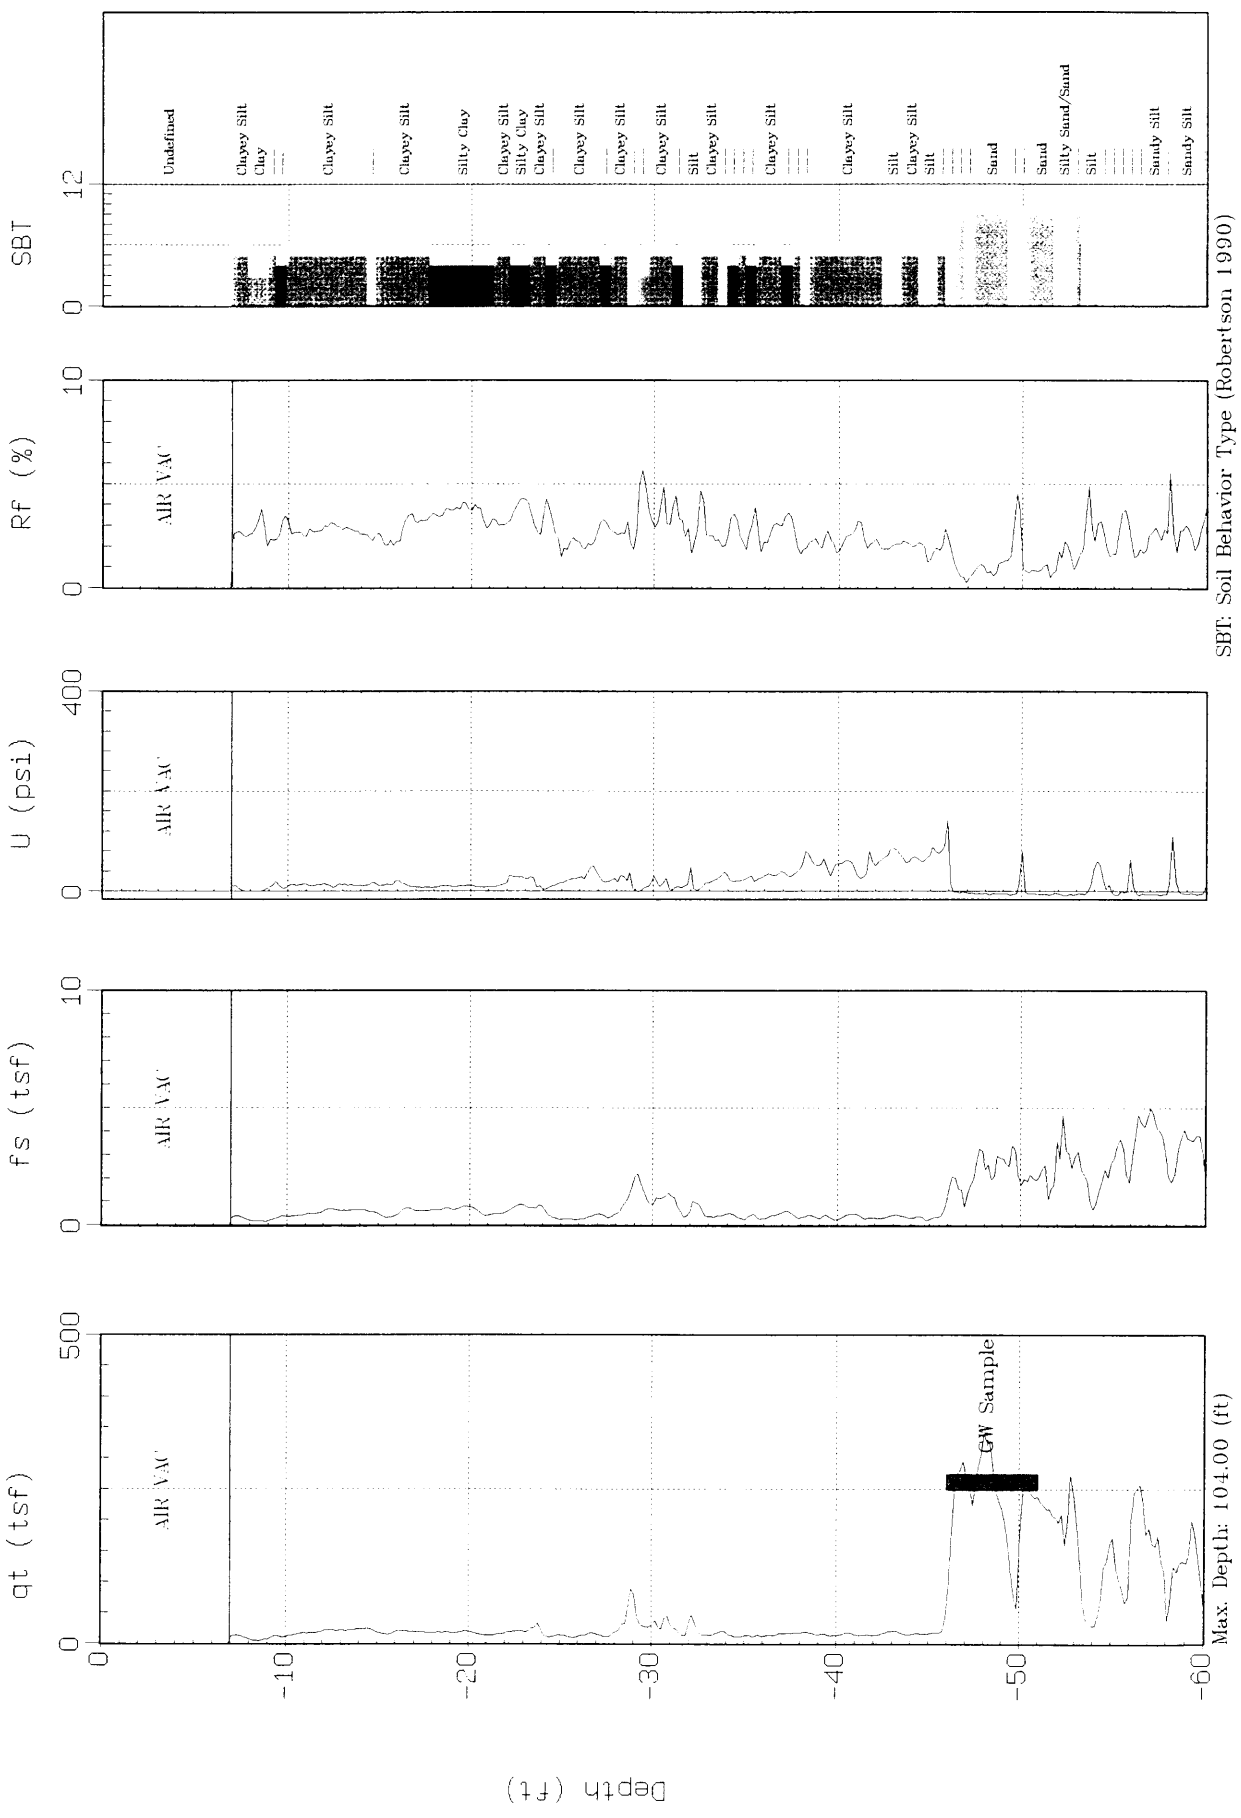 qt (tsf)
0
500
fs (tsf)
0
10
U (psi)
0
400
Rf (%)
0
10
SBT
0
12
Depth (ft)
0
-10
-20
-30
-40
-50
-60
AIR VAC
AIR VAC
AIR VAC
AIR VAC
GW Sample
Undefined
Clayey Silt
Clay
Clayey Silt
Clayey Silt
Silty Clay
Clayey Silt
Silty Clay
Clayey Silt
Clayey Silt
Clayey Silt
Clayey Silt
Silt
Clayey Silt
Clayey Silt
Clayey Silt
Silt
Clayey Silt
Silt
Sand
Sand
Silty Sand/Sand
Silt
Sandy Silt
Sandy Silt
Max. Depth: 104.00 (ft)
SBT: Soil Behavior Type (Robertson 1990)